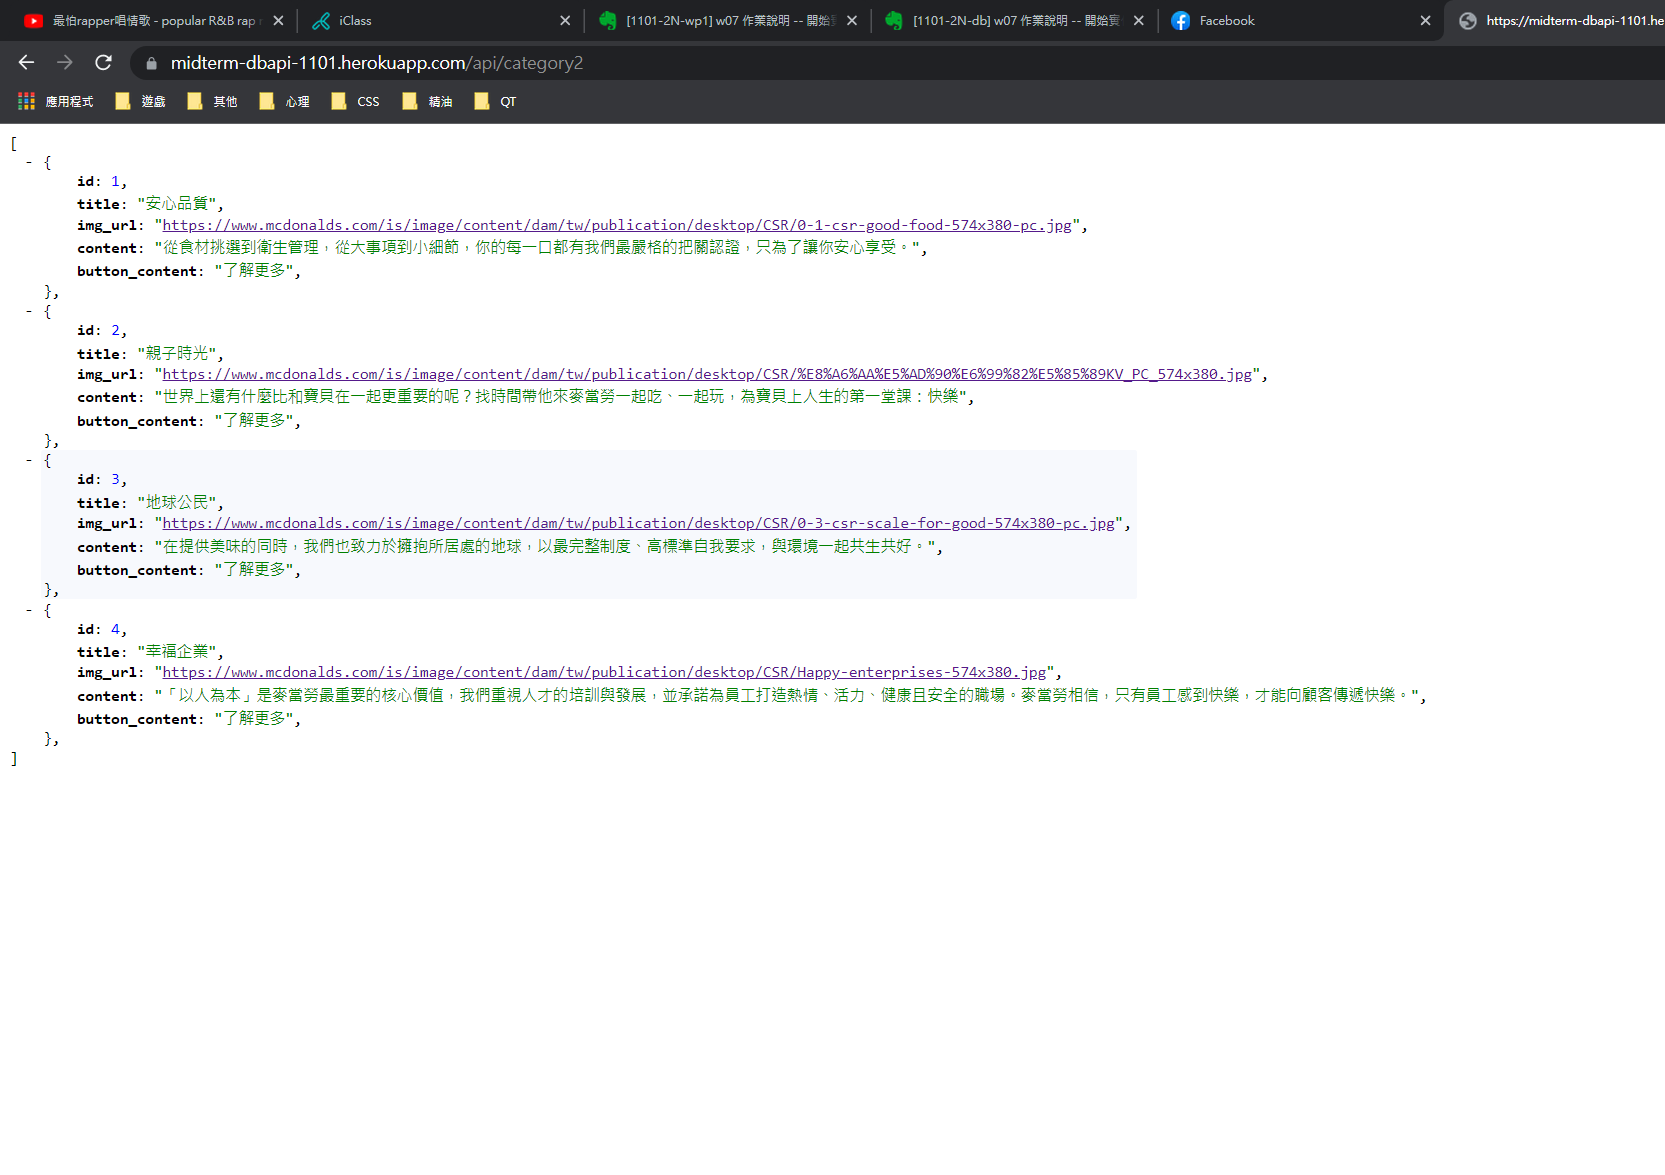 最怕rapper唱情歌 - popular R&B rap
iClass
[1101-2N-wp1] w07 作業說明 -- 開始
[1101-2N-db] w07 作業說明 -- 開始實
Facebook
https://midterm-dbapi-1101.he
midterm-dbapi-1101.herokuapp.com/api/category2
應用程式
遊戲
其他
心理
CSS
精油
QT
[
- {
id: 1,
title: "安心品質",
img_url: "https://www.mcdonalds.com/is/image/content/dam/tw/publication/desktop/CSR/0-1-csr-good-food-574x380-pc.jpg",
content: "從食材挑選到衛生管理，從大事項到小細節，你的每一口都有我們最嚴格的把關認證，只為了讓你安心享受。",
button_content: "了解更多",
},
- {
id: 2,
title: "親子時光",
img_url: "https://www.mcdonalds.com/is/image/content/dam/tw/publication/desktop/CSR/%E8%A6%AA%E5%AD%90%E6%99%82%E5%85%89KV_PC_574x380.jpg",
content: "世界上還有什麼比和寶貝在一起更重要的呢？找時間帶他來麥當勞一起吃、一起玩，為寶貝上人生的第一堂課：快樂",
button_content: "了解更多",
},
- {
id: 3,
title: "地球公民",
img_url: "https://www.mcdonalds.com/is/image/content/dam/tw/publication/desktop/CSR/0-3-csr-scale-for-good-574x380-pc.jpg",
content: "在提供美味的同時，我們也致力於擁抱所居處的地球，以最完整制度、高標準自我要求，與環境一起共生共好。",
button_content: "了解更多",
},
- {
id: 4,
title: "幸福企業",
img_url: "https://www.mcdonalds.com/is/image/content/dam/tw/publication/desktop/CSR/Happy-enterprises-574x380.jpg",
content: "「以人為本」是麥當勞最重要的核心價值，我們重視人才的培訓與發展，並承諾為員工打造熱情、活力、健康且安全的職場。麥當勞相信，只有員工感到快樂，才能向顧客傳遞快樂。",
button_content: "了解更多",
},
]